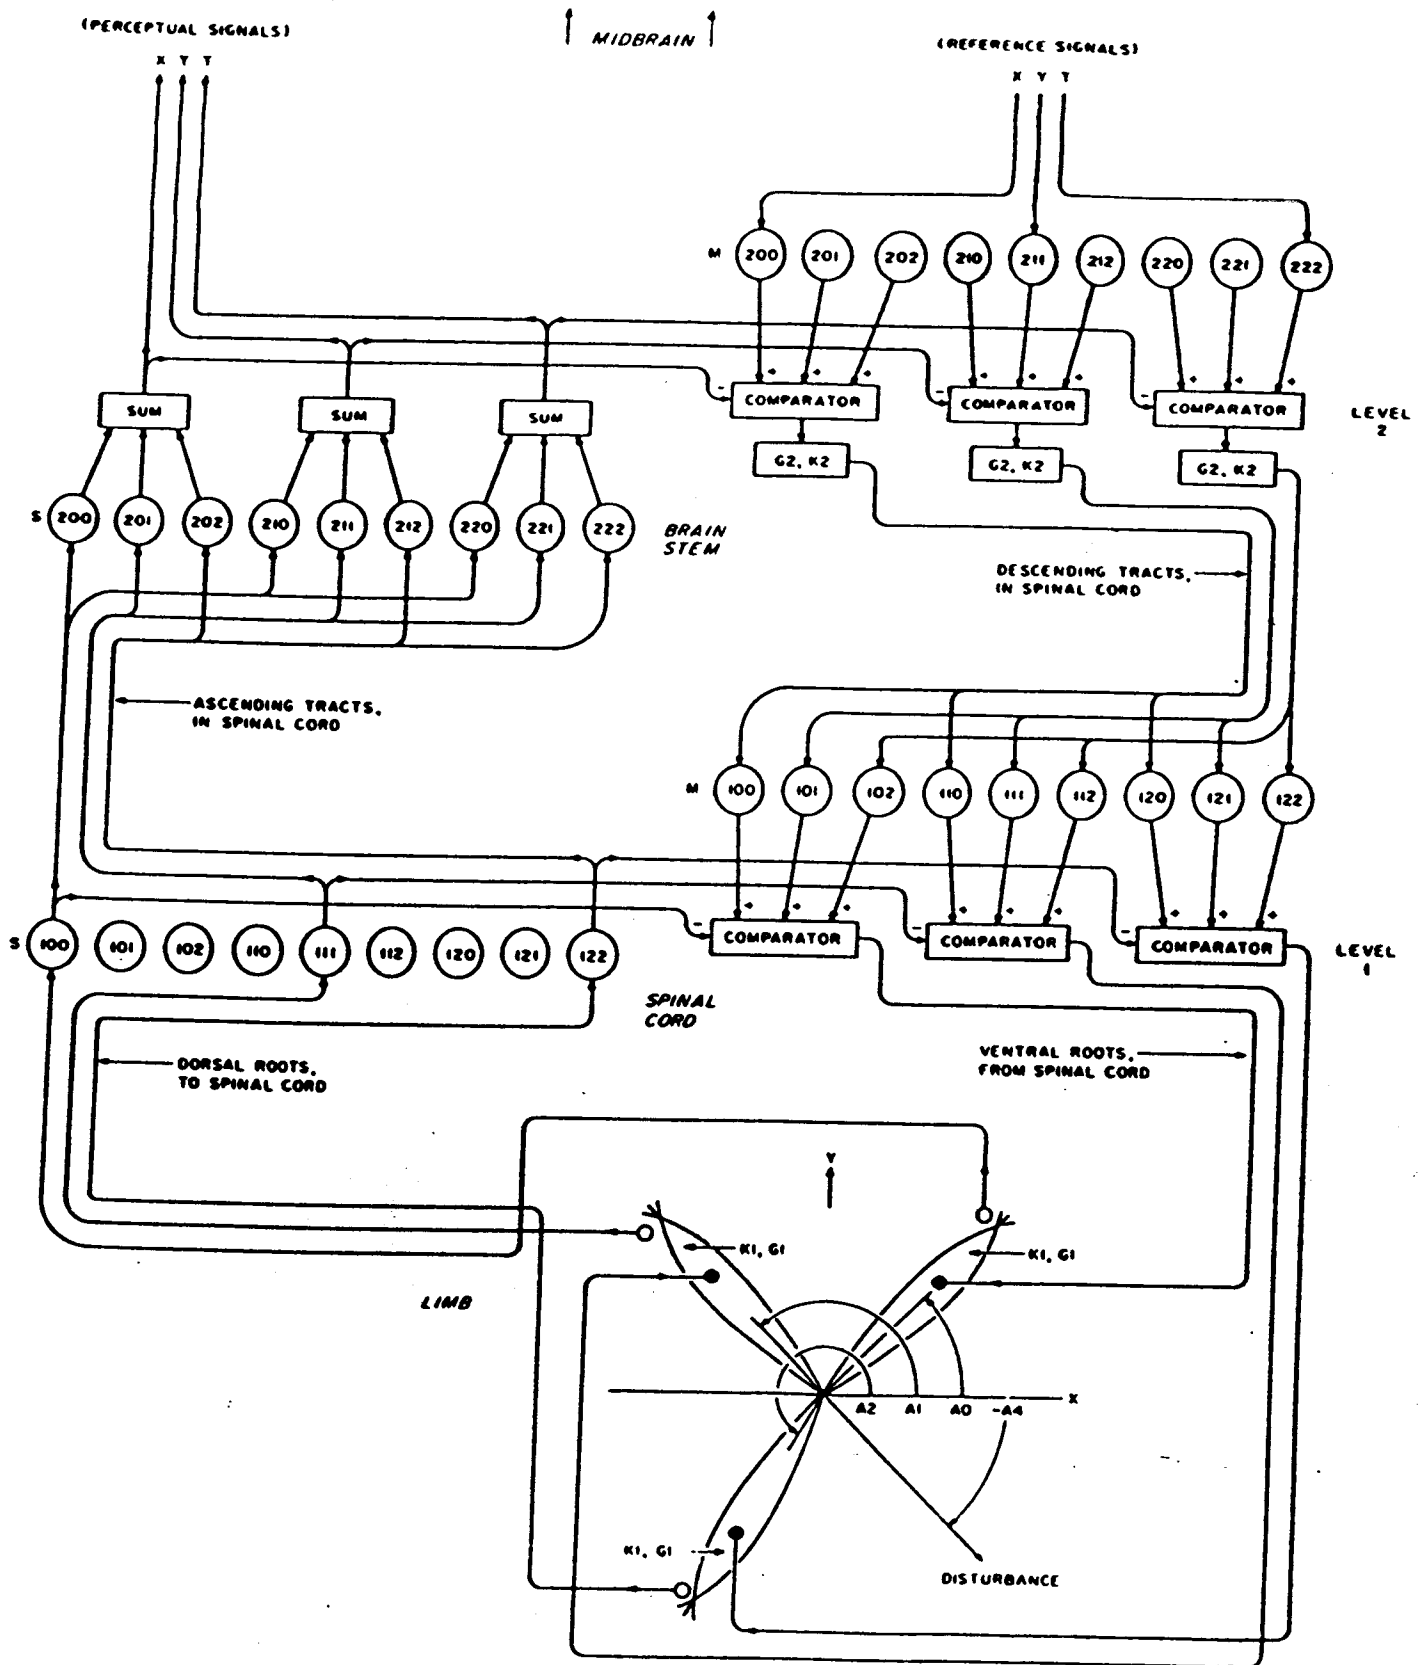 (PERCEPTUAL SIGNALS)
X Y T
MIDBRAIN
(REFERENCE SIGNALS)
X Y T
M 200 201 202 210 211 212 220 221 222
+ + + + + + + + +
- COMPARATOR - COMPARATOR - COMPARATOR
LEVEL
2
SUM SUM SUM
G2, K2 G2, K2 G2, K2
S 200 201 202 210 211 212 220 221 222
BRAIN
STEM
DESCENDING TRACTS,
IN SPINAL CORD
ASCENDING TRACTS,
IN SPINAL CORD
M 100 101 102 110 111 112 120 121 122
+ + + + + + + + +
- COMPARATOR - COMPARATOR - COMPARATOR
LEVEL
1
S 100 101 102 110 111 112 120 121 122
SPINAL
CORD
DORSAL ROOTS,
TO SPINAL CORD
VENTRAL ROOTS,
FROM SPINAL CORD
Y
K1, G1
K1, G1
LIMB
A2 A1 A0 -A4 X
K1, G1
DISTURBANCE